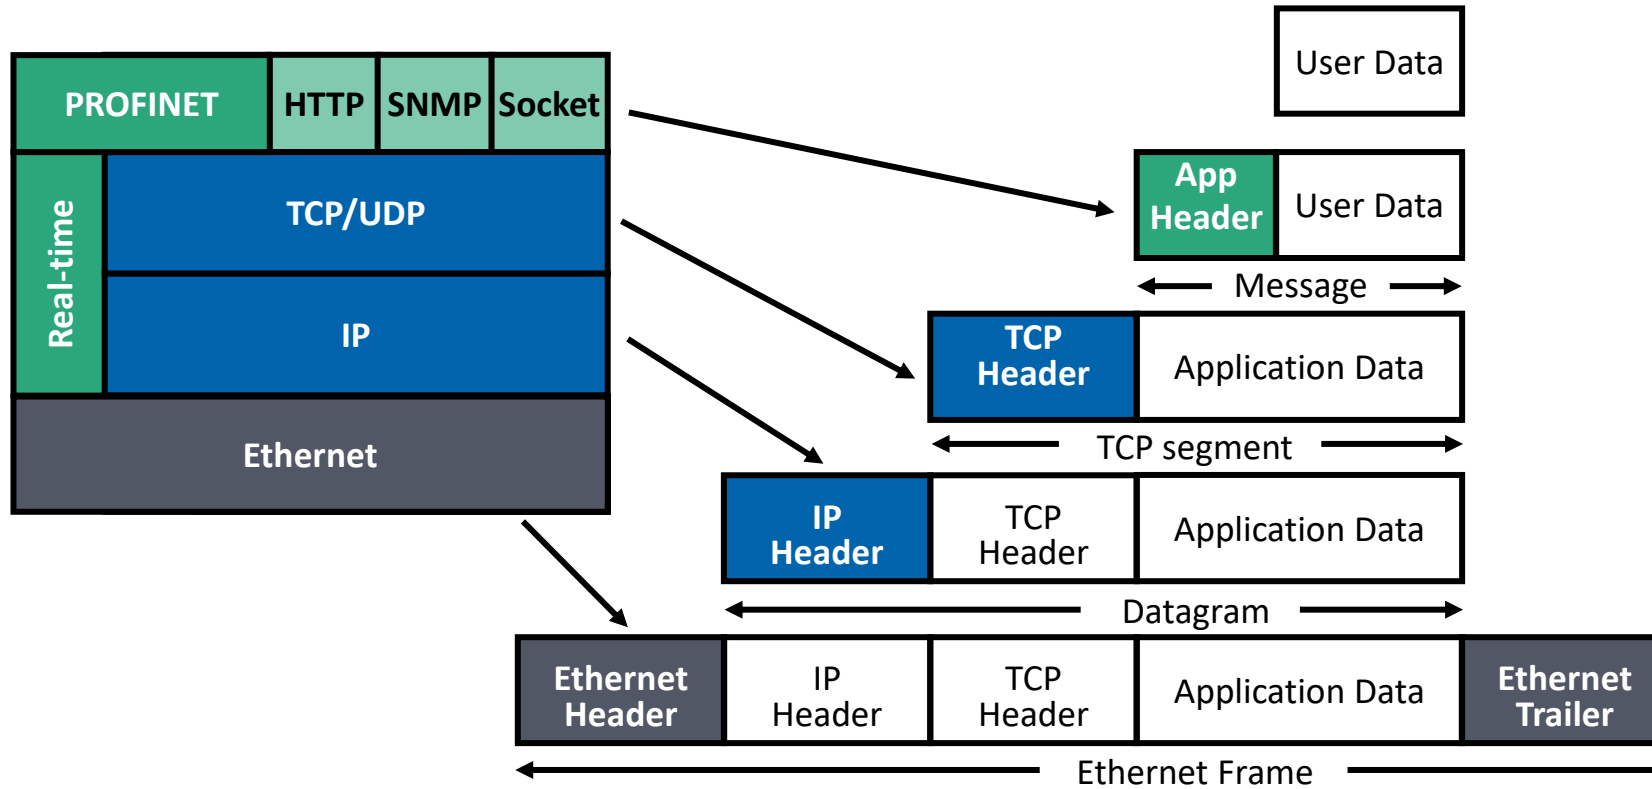 User Data
PROFINET HTTP SNMP Socket
App
Header
User Data
Real-time
TCP/UDP
Message
IP
TCP
Header
Application Data
TCP segment
Ethernet
IP
Header
TCP
Header
Application Data
Datagram
Ethernet
Header
IP
Header
TCP
Header
Application Data
Ethernet
Trailer
Ethernet Frame